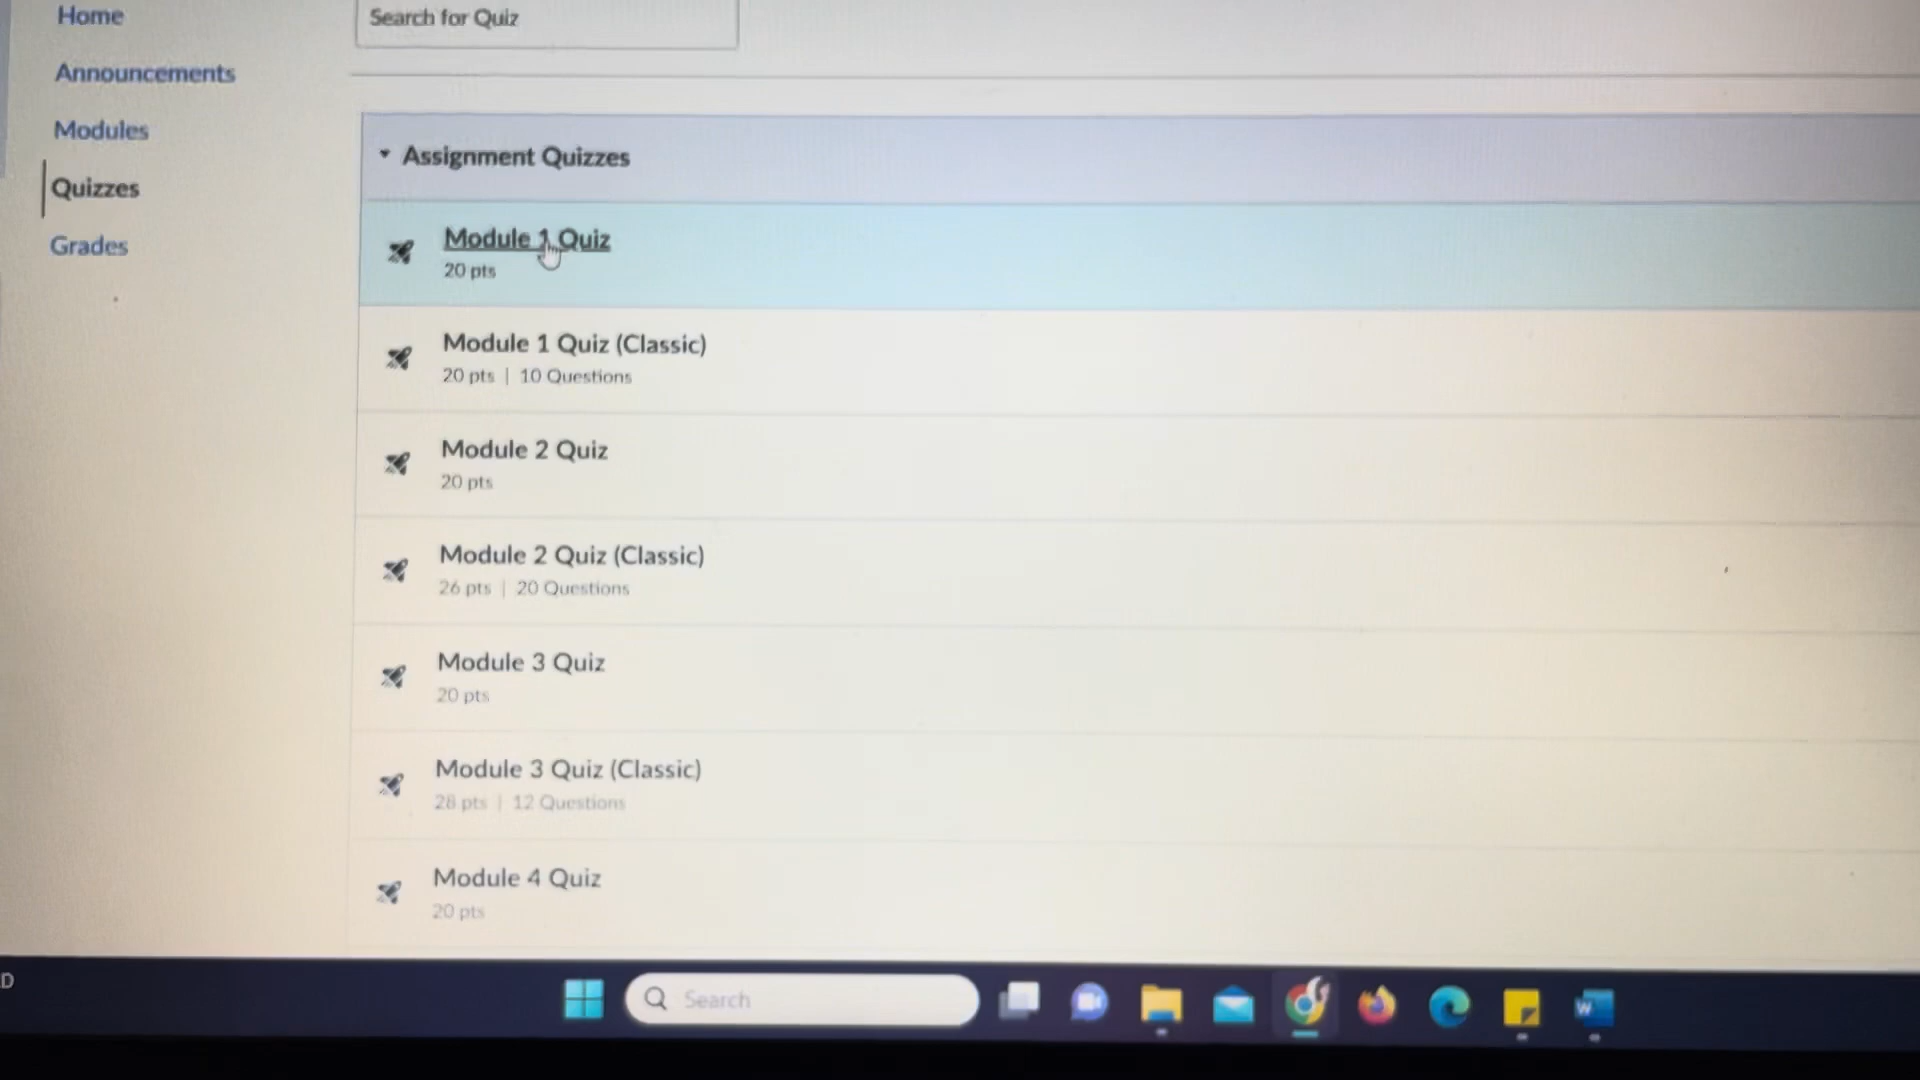 Home
Search for Quiz
Announcements
Modules
Quizzes
Grades
Assignment Quizzes
Module 1 Quiz
20 pts
Module 1 Quiz (Classic)
20 pts | 10 Questions
Module 2 Quiz
20 pts
Module 2 Quiz (Classic)
26 pts | 20 Questions
Module 3 Quiz
20 pts
Module 3 Quiz (Classic)
28 pts | 12 Questions
Module 4 Quiz
20 pts
D
Search
W